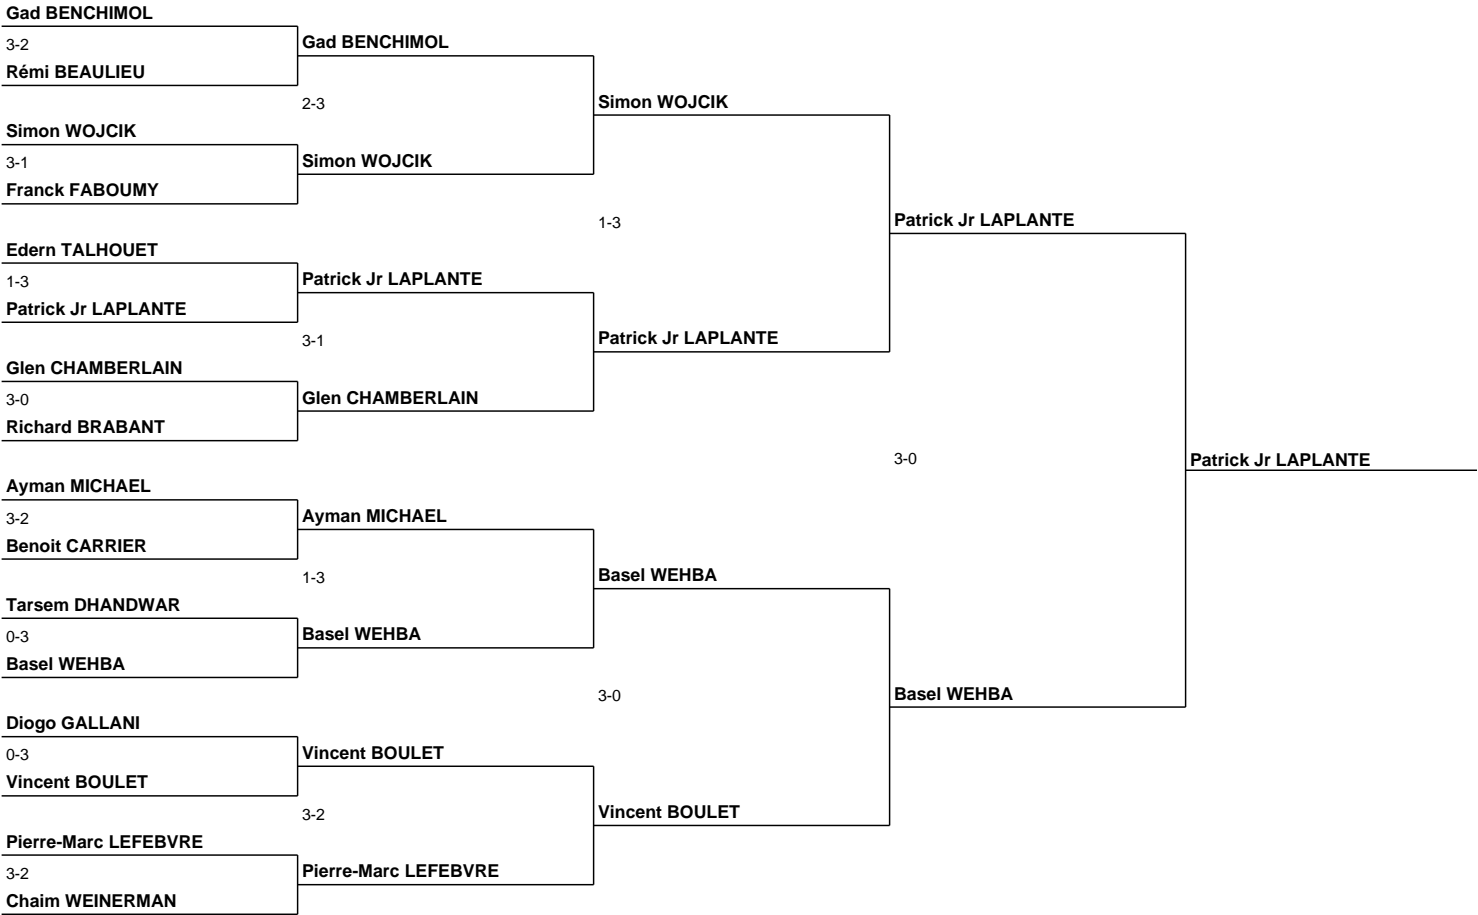 Gad BENCHIMOL
3-2
Rémi BEAULIEU
Simon WOJCIK
3-1
Franck FABOUMY
Edern TALHOUET
1-3
Patrick Jr LAPLANTE
Glen CHAMBERLAIN
3-0
Richard BRABANT
Ayman MICHAEL
3-2
Benoit CARRIER
Tarsem DHANDWAR
0-3
Basel WEHBA
Diogo GALLANI
0-3
Vincent BOULET
Pierre-Marc LEFEBVRE
3-2
Chaim WEINERMAN
Gad BENCHIMOL
2-3
Simon WOJCIK
Patrick Jr LAPLANTE
3-1
Glen CHAMBERLAIN
Ayman MICHAEL
1-3
Basel WEHBA
Vincent BOULET
3-2
Pierre-Marc LEFEBVRE
Simon WOJCIK
1-3
Patrick Jr LAPLANTE
Basel WEHBA
3-0
Vincent BOULET
Patrick Jr LAPLANTE
3-0
Basel WEHBA
Patrick Jr LAPLANTE